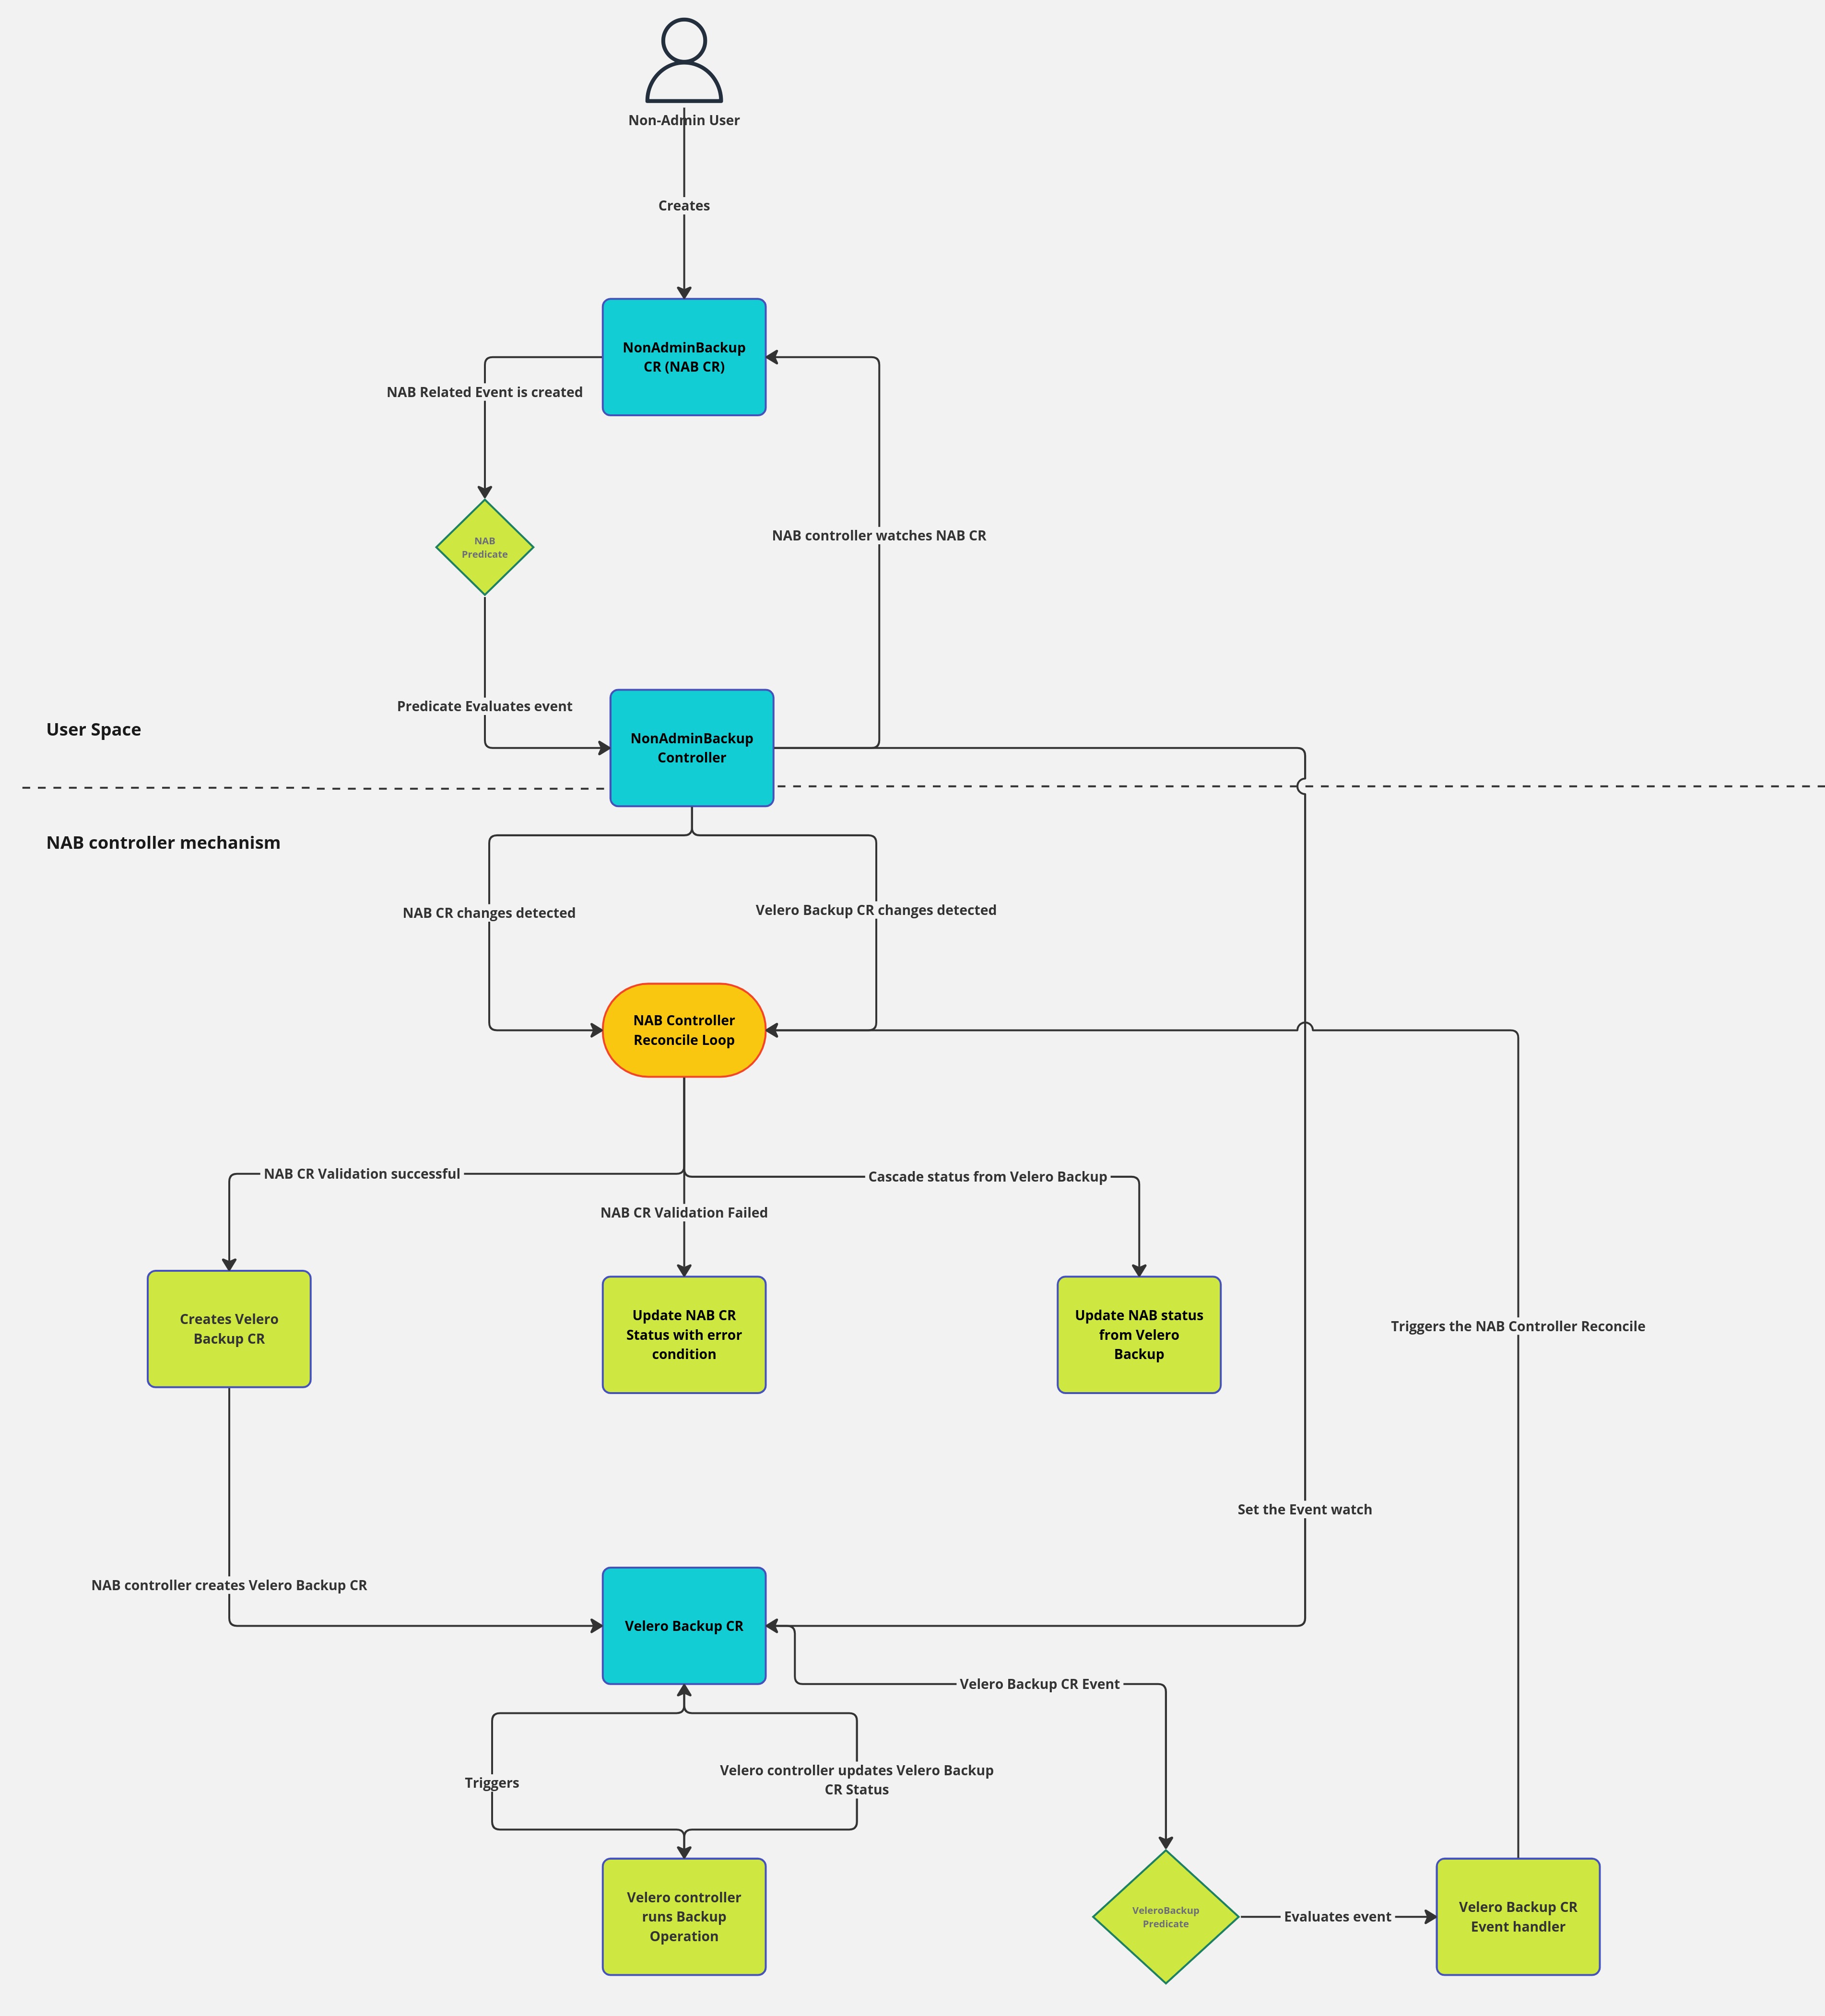 Non-Admin User
Creates
NonAdminBackup
CR (NAB CR)
NAB Related Event is created
NAB controller watches NAB CR
NAB
Predicate
Predicate Evaluates event
User Space
NonAdminBackup
Controller
NAB controller mechanism
NAB CR changes detected
Velero Backup CR changes detected
NAB Controller
Reconcile Loop
NAB CR Validation successful
Cascade status from Velero Backup
NAB CR Validation Failed
Creates Velero
Backup CR
Update NAB CR
Status with error
condition
Update NAB status
from Velero
Backup
Triggers the NAB Controller Reconcile
Set the Event watch
NAB controller creates Velero Backup CR
Velero Backup CR
Velero Backup CR Event
Triggers
Velero controller updates Velero Backup
CR Status
Velero controller
runs Backup
Operation
VeleroBackup
Predicate
Evaluates event
Velero Backup CR
Event handler